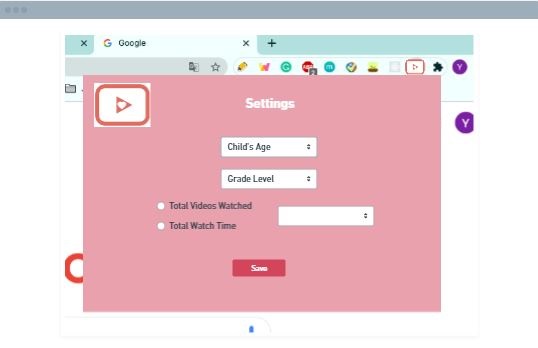 Google
Settings
Child's Age
Grade Level
Total Videos Watched
Total Watch Time
Save
Y
Y